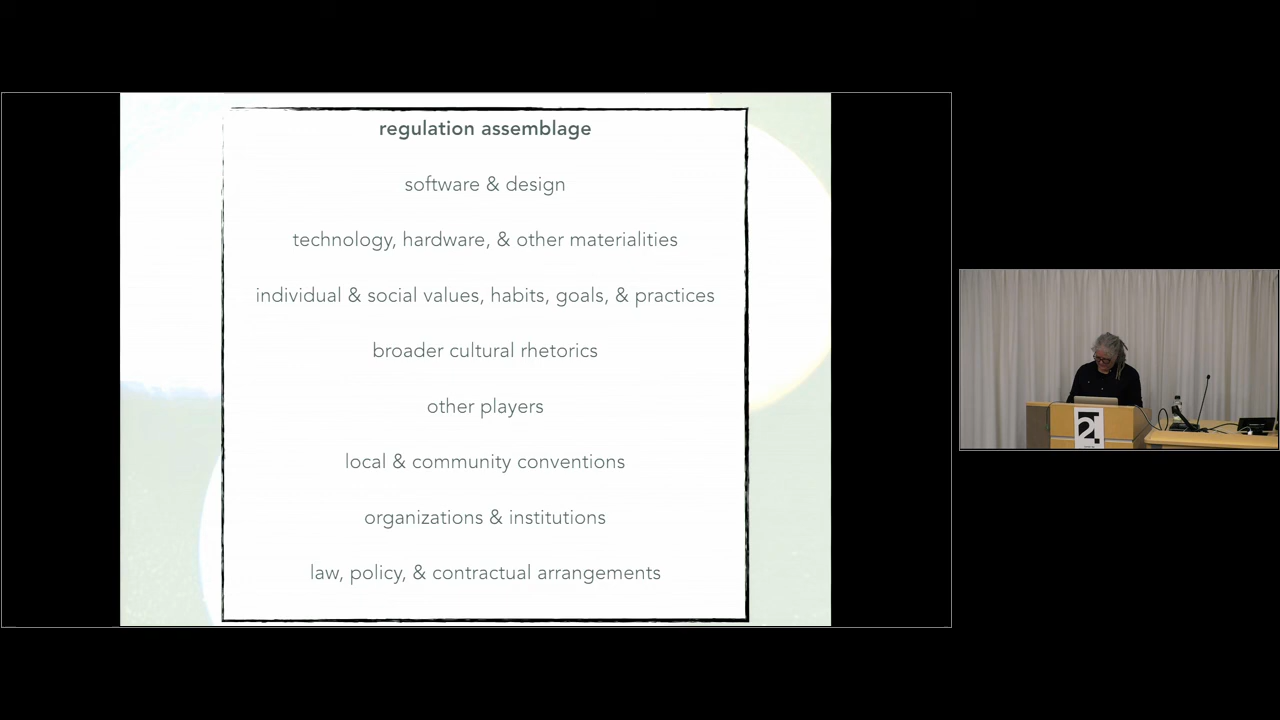 regulation assemblage
software & design
technology, hardware, & other materialities
individual & social values, habits, goals, & practices
broader cultural rhetorics
other players
local & community conventions
organizations & institutions
law, policy, & contractual arrangements
2